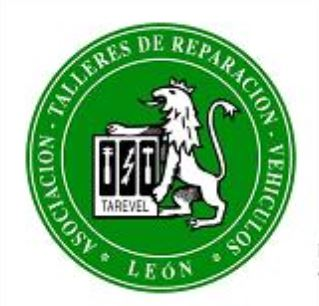 ASOCIACION - TALLERES DE REPARACION - VEHICULOS
TAREVEL
* LEÓN *